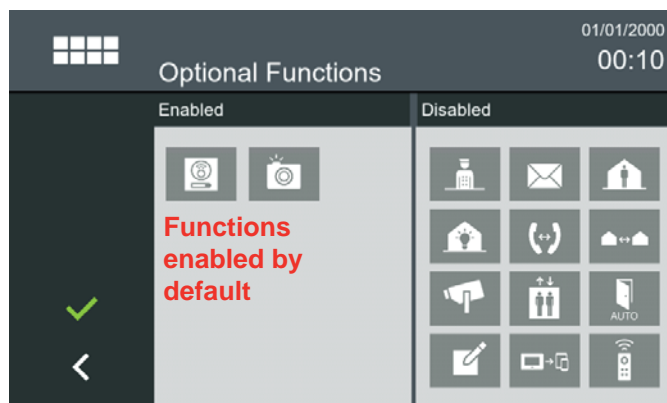 01/01/2000
00:10
Optional Functions
Enabled
Disabled
Functions
enabled by
default
AUTO